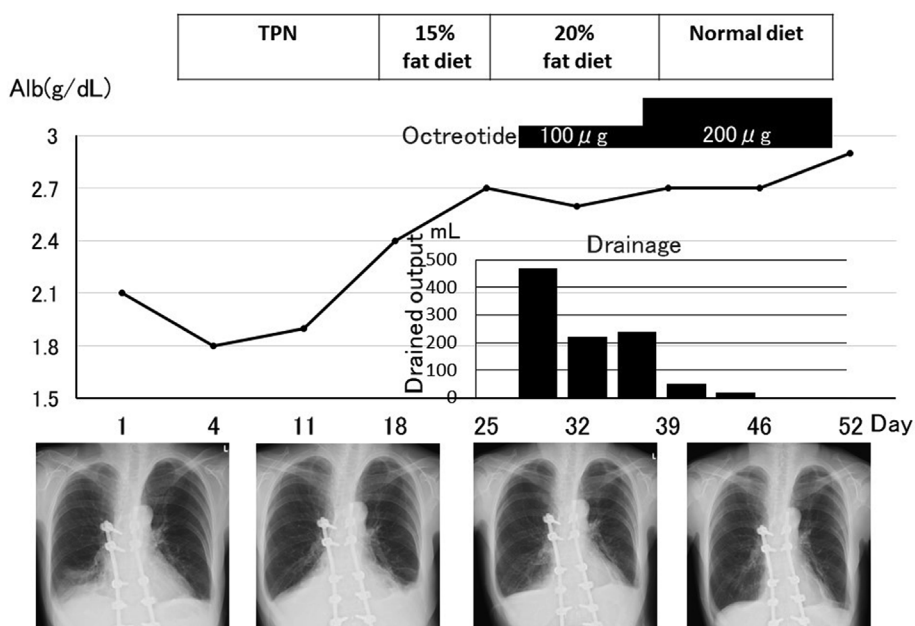 TPN
15%
fat diet
20%
fat diet
Normal diet
Alb(g/dL)
Octreotide
100μg
200μg
3
2.7
2.4
2.1
1.8
1.5
mL
Drainage
Drained output
500
400
300
200
100
0
1 4 11 18 25 32 39 46 52 Day
L
L